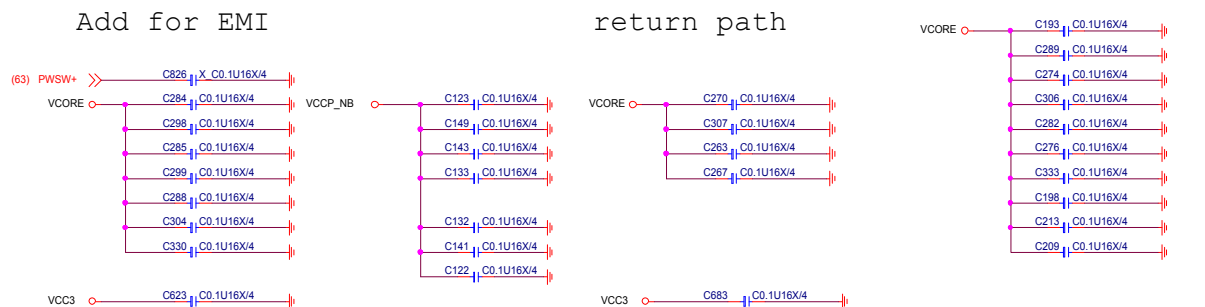 Add for EMI
return path
(63) PWSW+
C826 X_C0.1U16X/4
VCORE
C284 C0.1U16X/4
C298 C0.1U16X/4
C285 C0.1U16X/4
C299 C0.1U16X/4
C288 C0.1U16X/4
C304 C0.1U16X/4
C330 C0.1U16X/4
VCC3
C623 C0.1U16X/4
VCCP_NB
C123 C0.1U16X/4
C149 C0.1U16X/4
C143 C0.1U16X/4
C133 C0.1U16X/4
C132 C0.1U16X/4
C141 C0.1U16X/4
C122 C0.1U16X/4
VCORE
C270 C0.1U16X/4
C307 C0.1U16X/4
C263 C0.1U16X/4
C267 C0.1U16X/4
VCC3
C683 C0.1U16X/4
VCORE
C193 C0.1U16X/4
C289 C0.1U16X/4
C274 C0.1U16X/4
C306 C0.1U16X/4
C282 C0.1U16X/4
C276 C0.1U16X/4
C333 C0.1U16X/4
C198 C0.1U16X/4
C213 C0.1U16X/4
C209 C0.1U16X/4